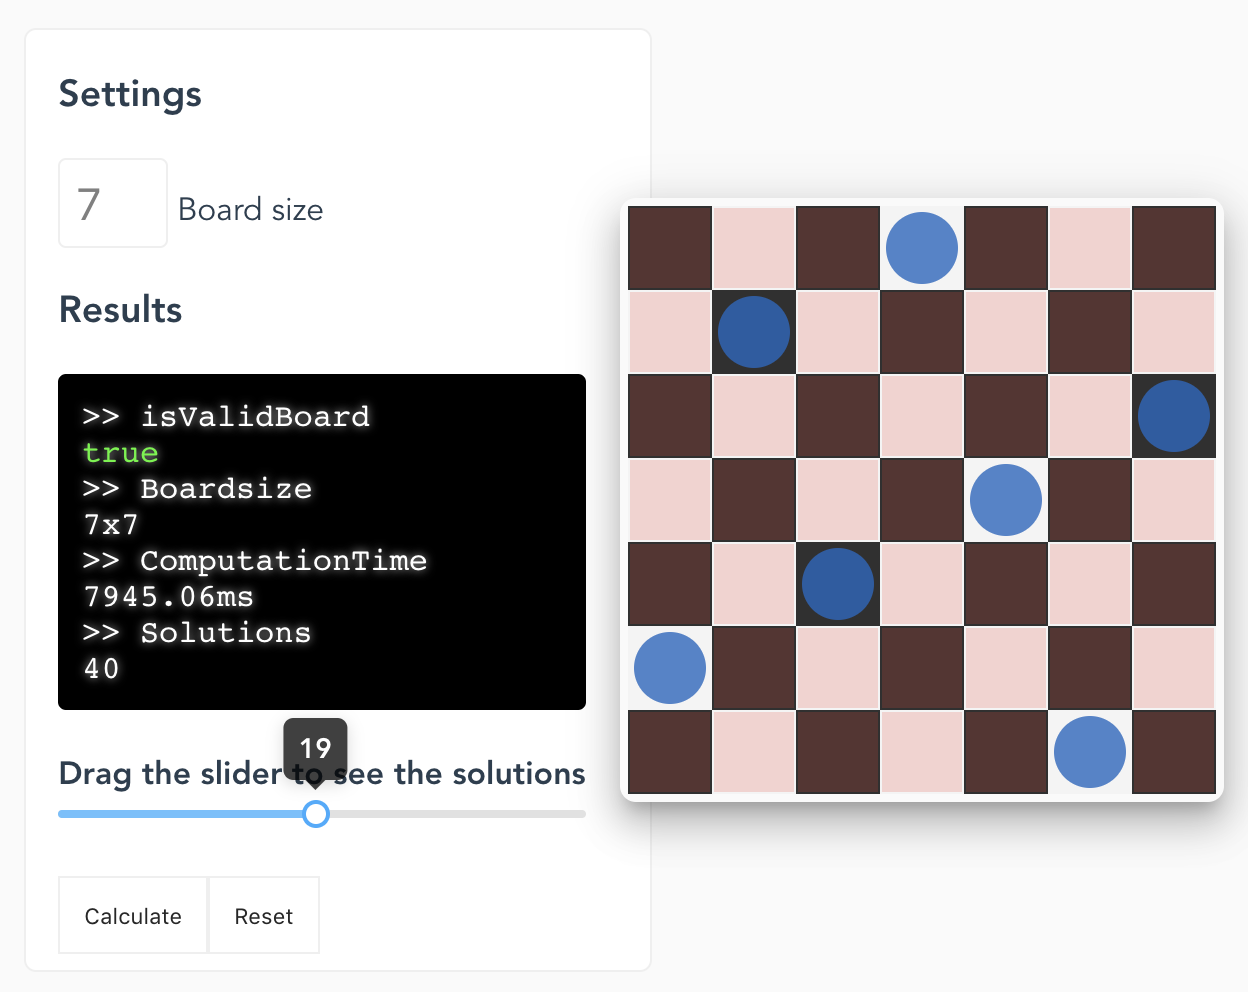 Settings
7 Board size
Results
>> isValidBoard
true
>> Boardsize
7x7
>> ComputationTime
7945.06ms
>> Solutions
40
19
Drag the slider to see the solutions
Calculate Reset